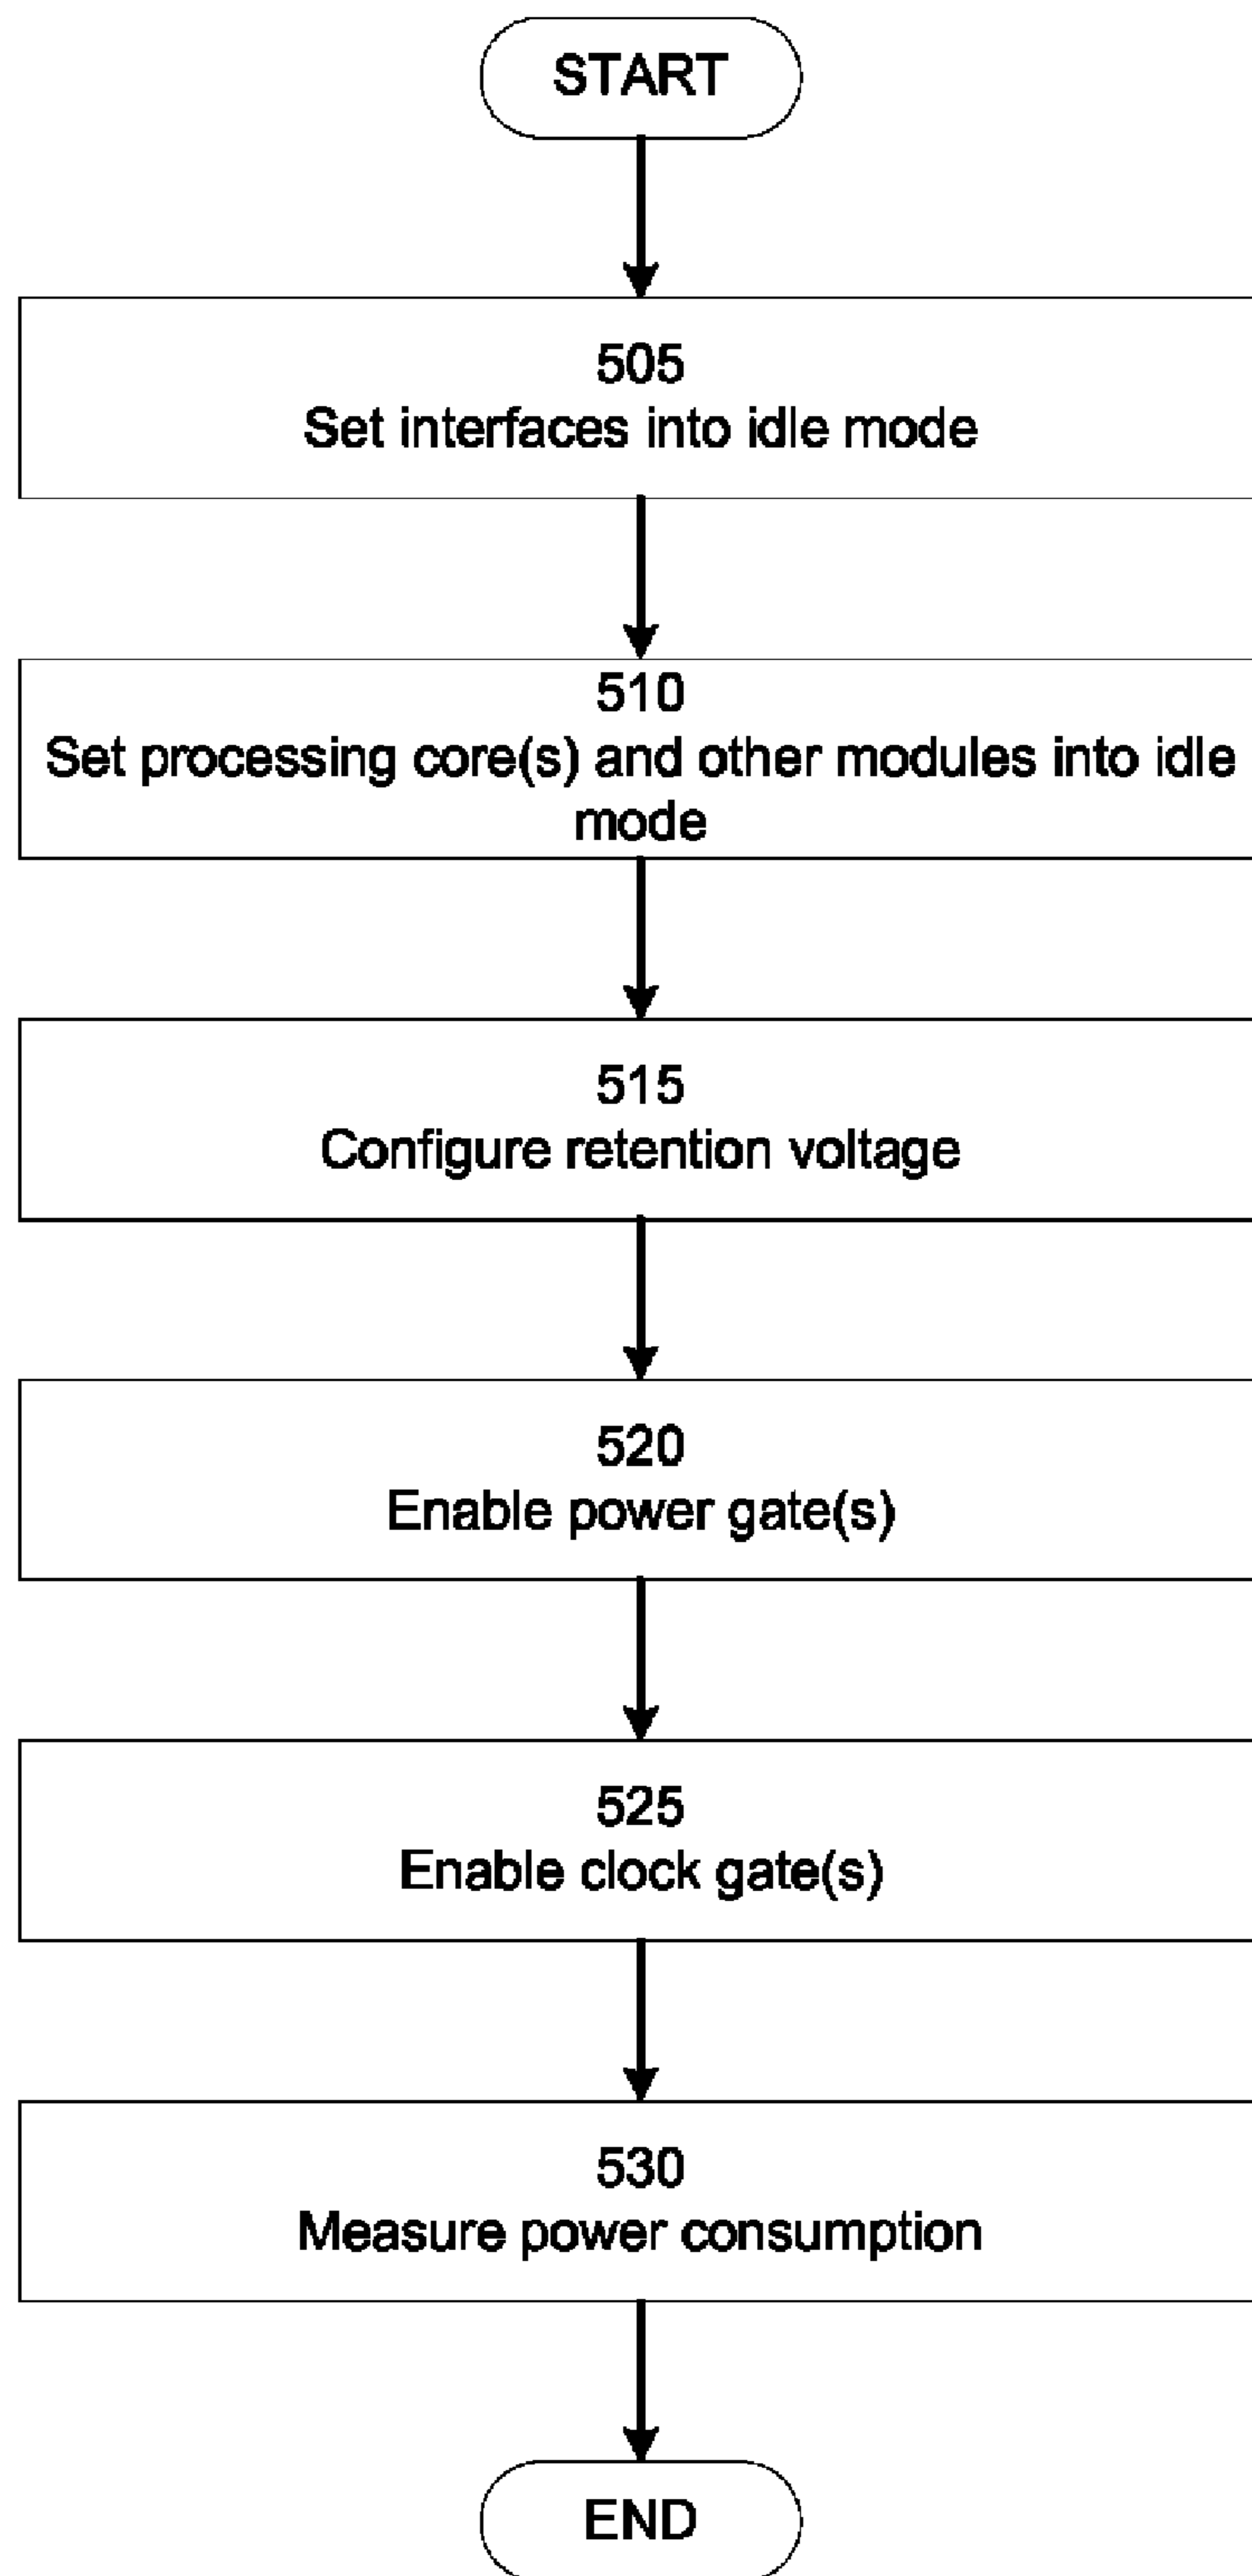 START
505
Set interfaces into idle mode
510
Set processing core(s) and other modules into idle
mode
515
Configure retention voltage
520
Enable power gate(s)
525
Enable clock gate(s)
530
Measure power consumption
END